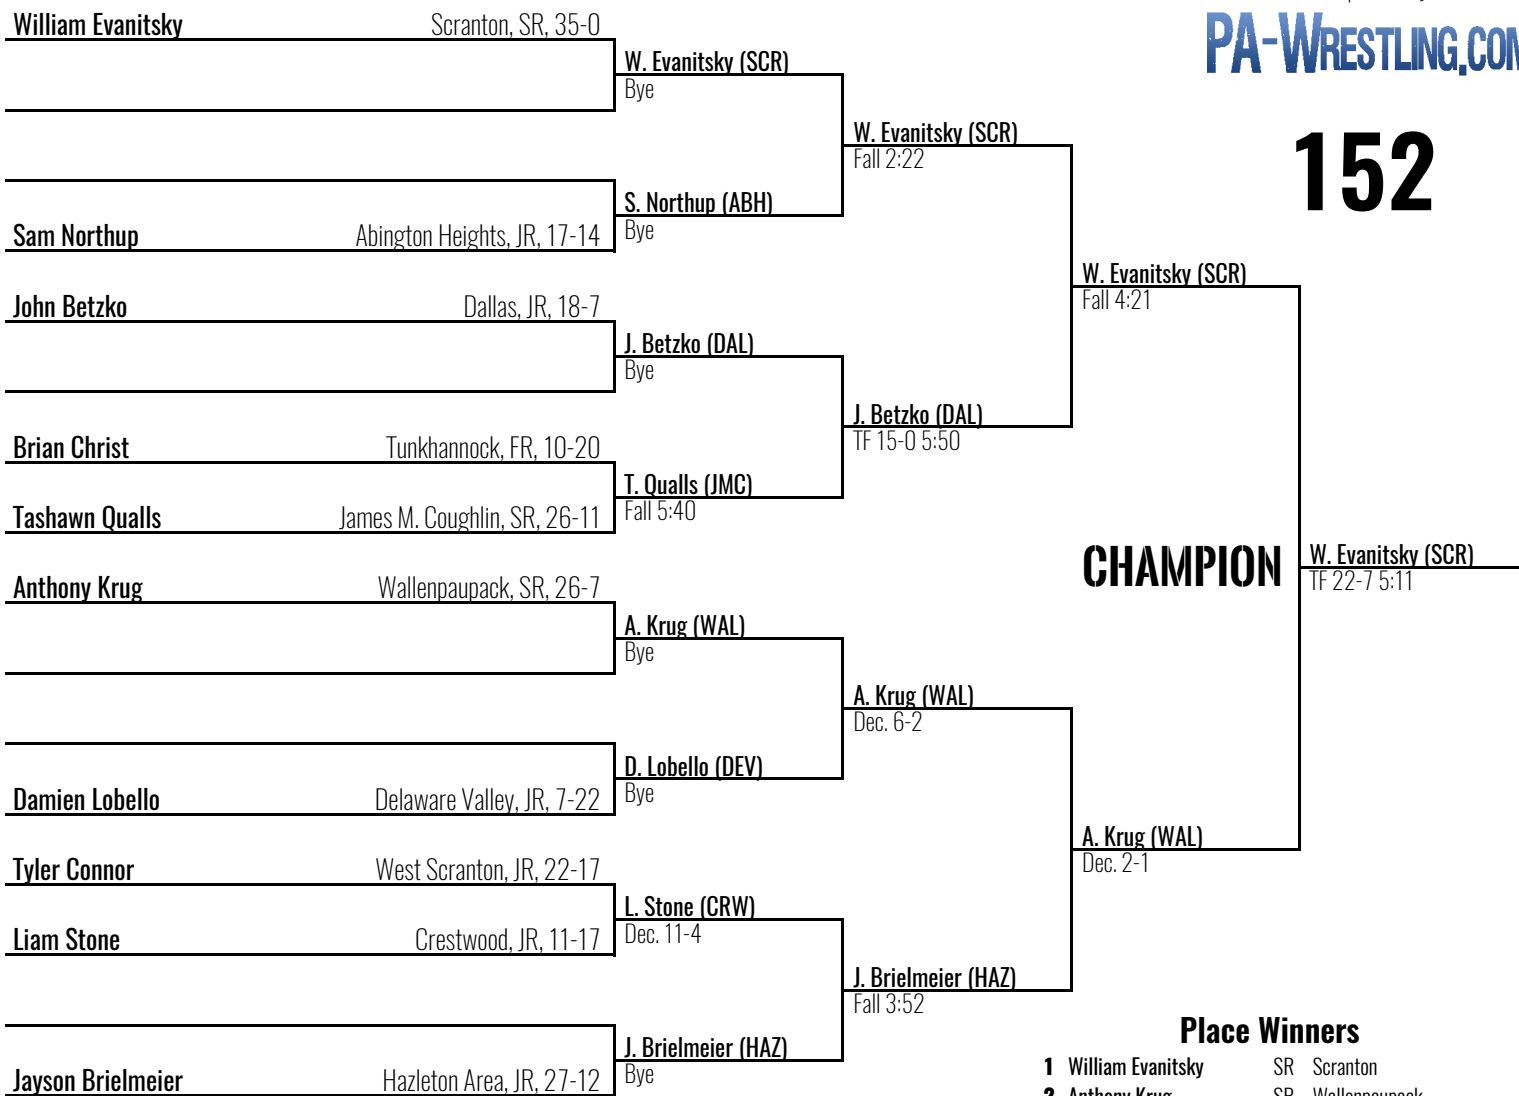 William Evanitsky Scranton, SR, 35-0
W. Evanitsky (SCR)
Bye
PA-WRESTLING.COM
W. Evanitsky (SCR)
Fall 2:22
152
S. Northup (ABH)
Bye
Sam Northup Abington Heights, JR, 17-14
W. Evanitsky (SCR)
Fall 4:21
John Betzko Dallas, JR, 18-7
J. Betzko (DAL)
Bye
J. Betzko (DAL)
TF 15-0 5:50
Brian Christ Tunkhannock, FR, 10-20
T. Qualls (JMC)
Fall 5:40
Tashawn Qualls James M. Coughlin, SR, 26-11
CHAMPION
W. Evanitsky (SCR)
TF 22-7 5:11
Anthony Krug Wallenpaupack, SR, 26-7
A. Krug (WAL)
Bye
A. Krug (WAL)
Dec. 6-2
D. Lobello (DEV)
Bye
Damien Lobello Delaware Valley, JR, 7-22
A. Krug (WAL)
Dec. 2-1
Tyler Connor West Scranton, JR, 22-17
L. Stone (CRW)
Dec. 11-4
Liam Stone Crestwood, JR, 11-17
J. Brielmeier (HAZ)
Fall 3:52
Place Winners
J. Brielmeier (HAZ)
Bye
1 William Evanitsky SR Scranton
Jayson Brielmeier Hazleton Area, JR, 27-12
2 Anthony Krug SR Wallenpaupack